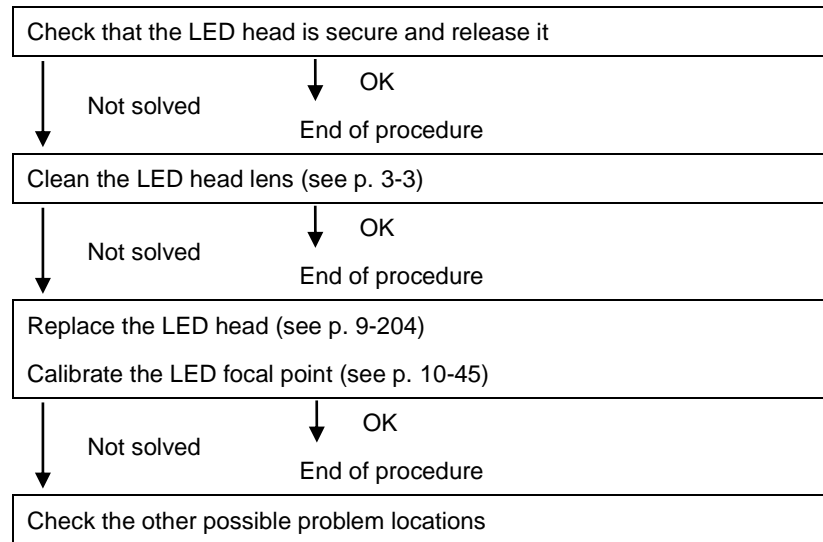 Check that the LED head is secure and release it
OK
Not solved
End of procedure
Clean the LED head lens (see p. 3-3)
OK
Not solved
End of procedure
Replace the LED head (see p. 9-204)
Calibrate the LED focal point (see p. 10-45)
OK
Not solved
End of procedure
Check the other possible problem locations